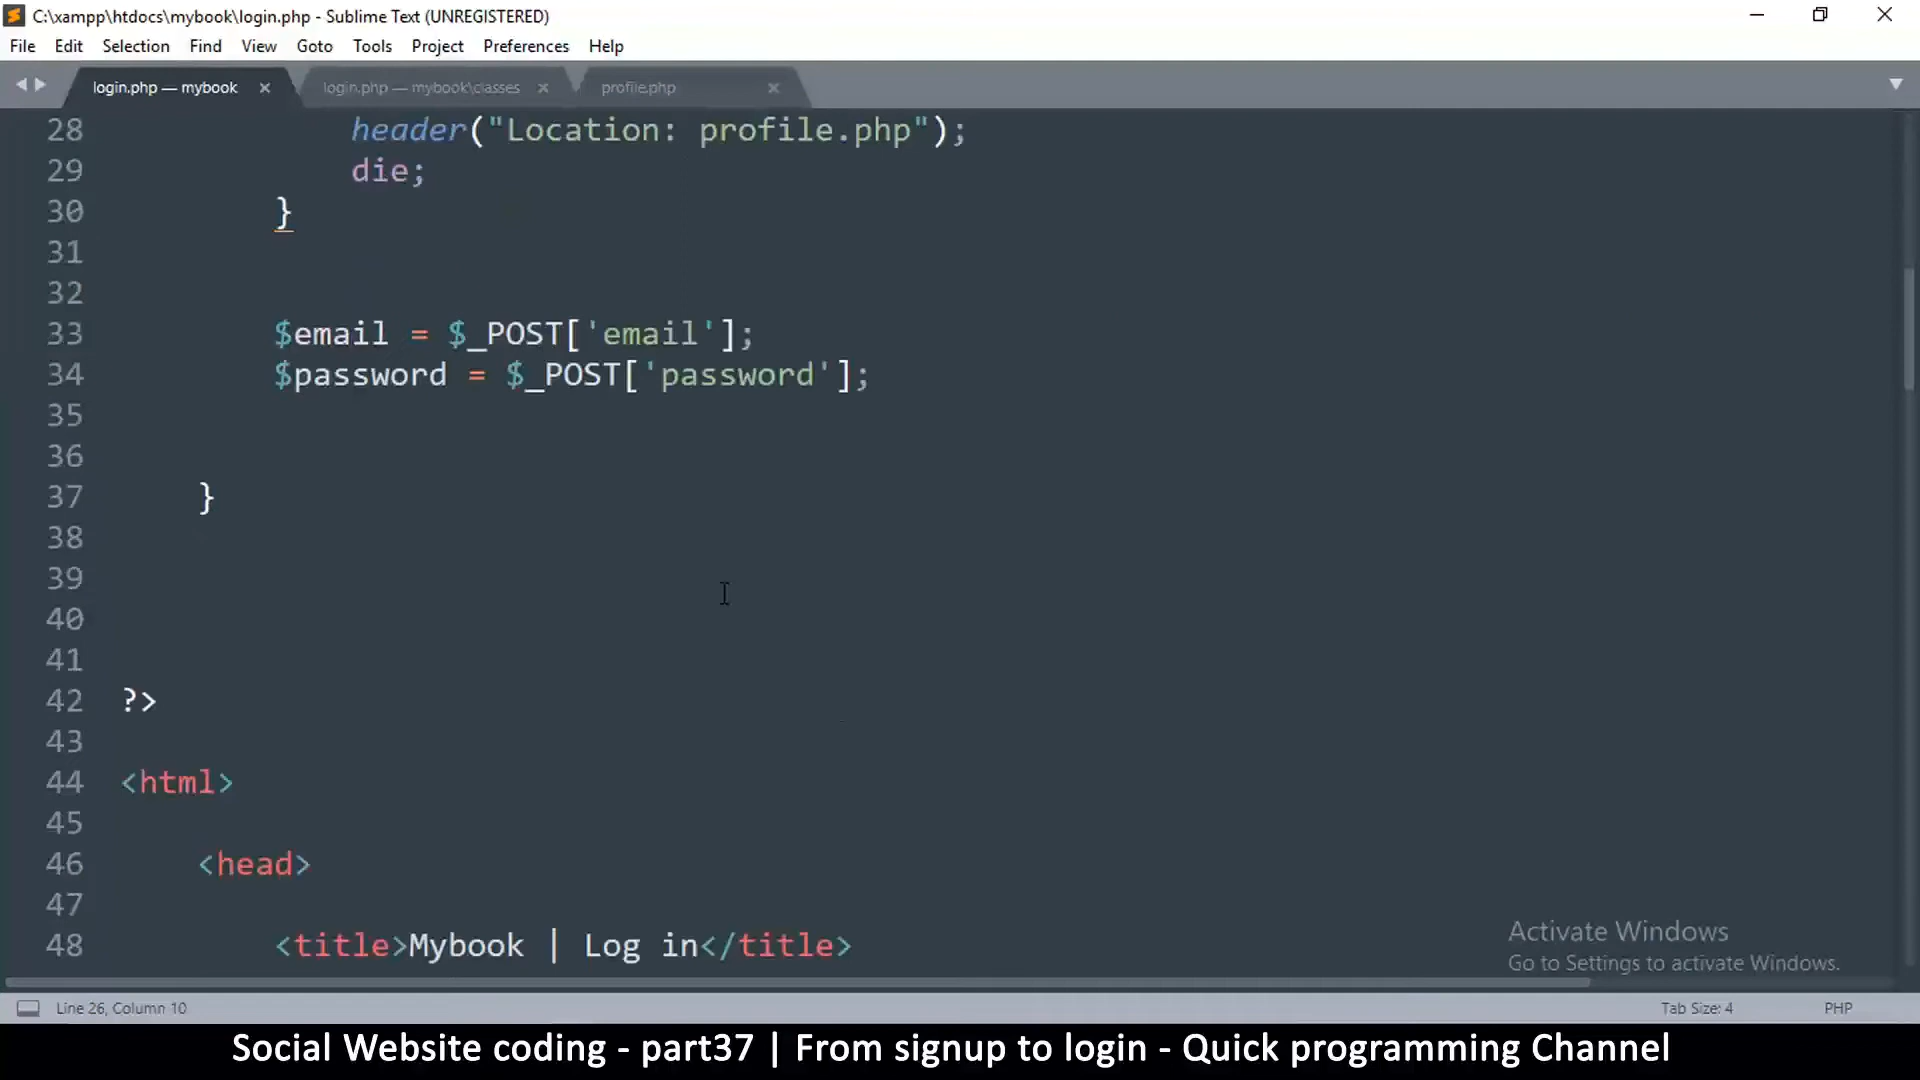 C:\xampp\htdocs\mybook\login.php - Sublime Text (UNREGISTERED)
File Edit Selection Find View Goto Tools Project Preferences Help
login.php — mybook × login.php — mybook\classes × profile.php ×
28 header("Location: profile.php");
29 die;
30 }
31
32
33 $email = $_POST['email'];
34 $password = $_POST['password'];
35
36
37 }
38
39
40
41
42 ?>
43
44 <html>
45
46 <head>
47
48 <title>Mybook | Log in</title>
Activate Windows
Go to Settings to activate Windows.
Line 26, Column 10 Tab Size: 4 PHP
Social Website coding - part37 | From signup to login - Quick programming Channel